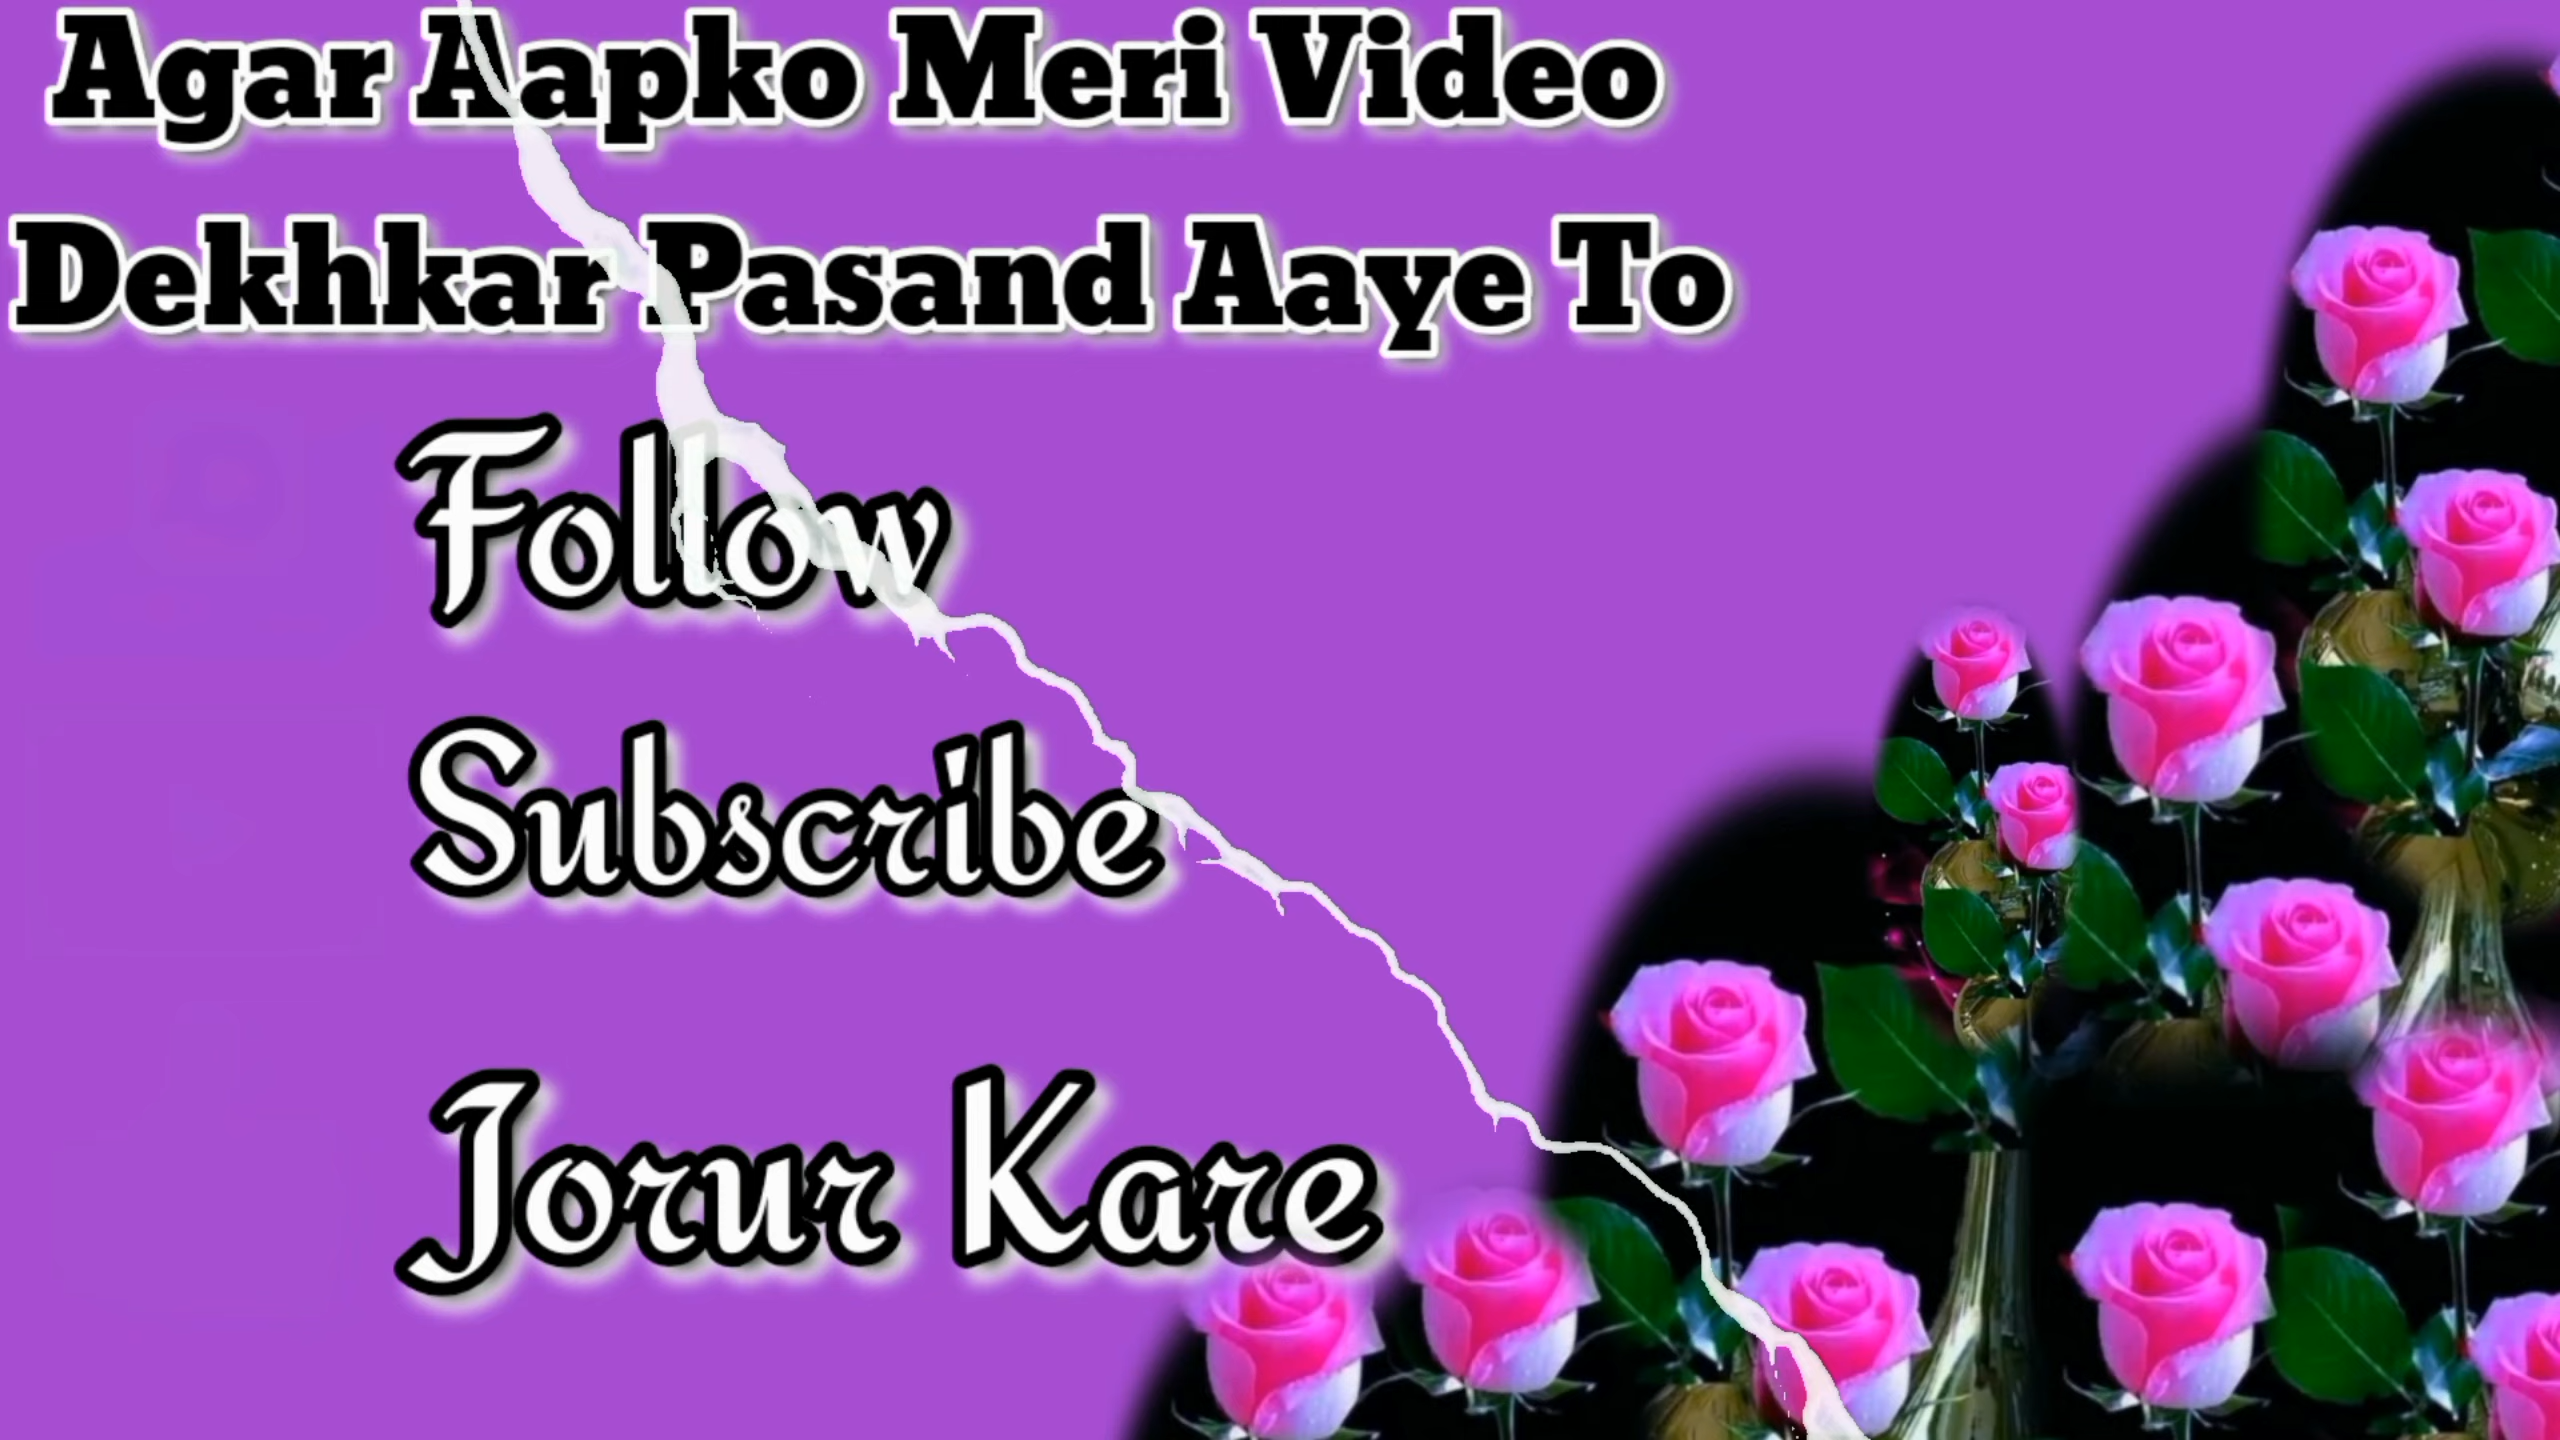 Agar Aapko Meri Video
Dekhkar Pasand Aaye To
Follow
Subscribe
Jorur Kare